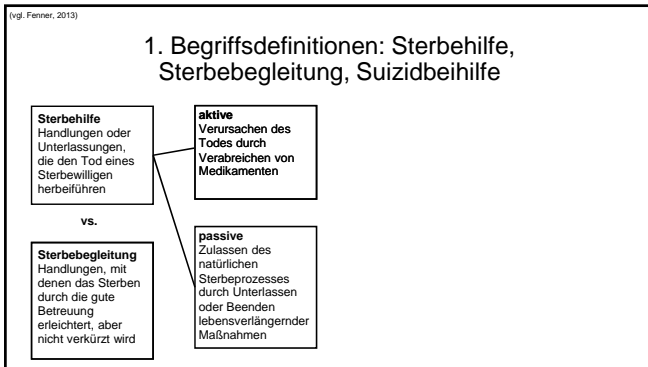 (vgl. Fenner, 2013)
1. Begriffsdefinitionen: Sterbehilfe,
Sterbebegleitung, Suizidbeihilfe
Sterbehilfe
Handlungen oder
Unterlassungen,
die den Tod eines
Sterbewilligen
herbeiführen
vs.
Sterbebegleitung
Handlungen, mit
denen das Sterben
durch die gute
Betreuung
erleichtert, aber
nicht verkürzt wird
aktive
Verursachen des
Todes durch
Verabreichen von
Medikamenten
passive
Zulassen des
natürlichen
Sterbeprozesses
durch Unterlassen
oder Beenden
lebensverlängernder
Maßnahmen